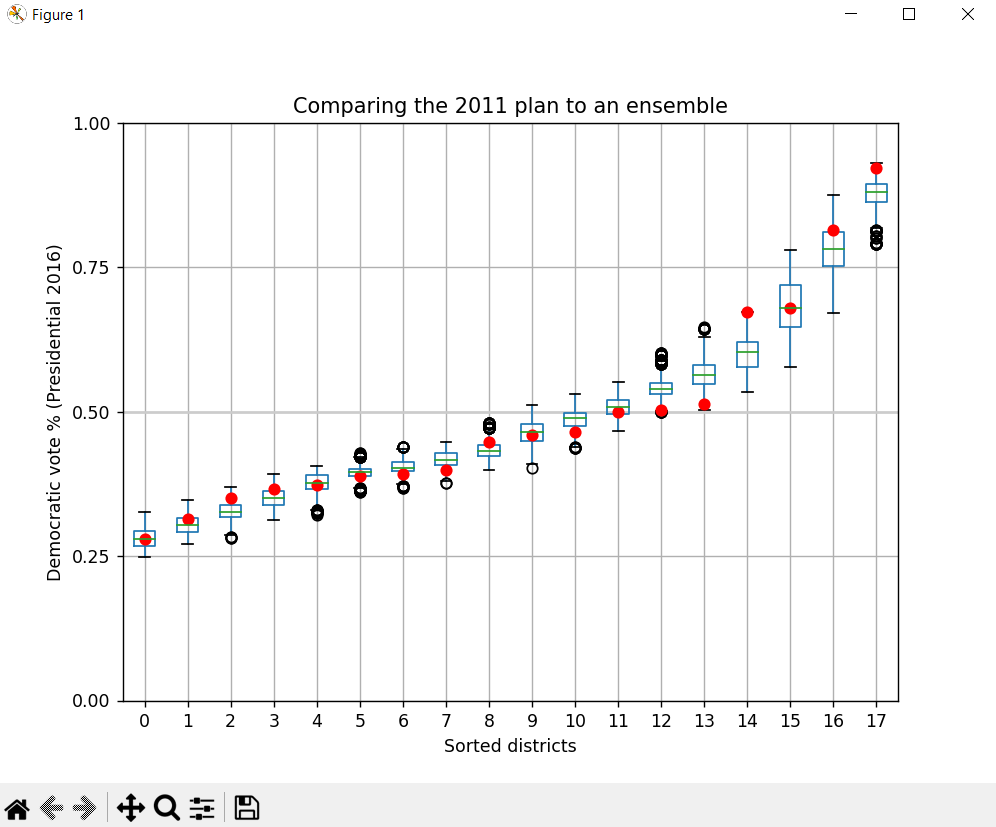 Figure 1
Comparing the 2011 plan to an ensemble
1.00
0.75
0.50
0.25
0.00
Democratic vote % (Presidential 2016)
0 1 2 3 4 5 6 7 8 9 10 11 12 13 14 15 16 17
Sorted districts